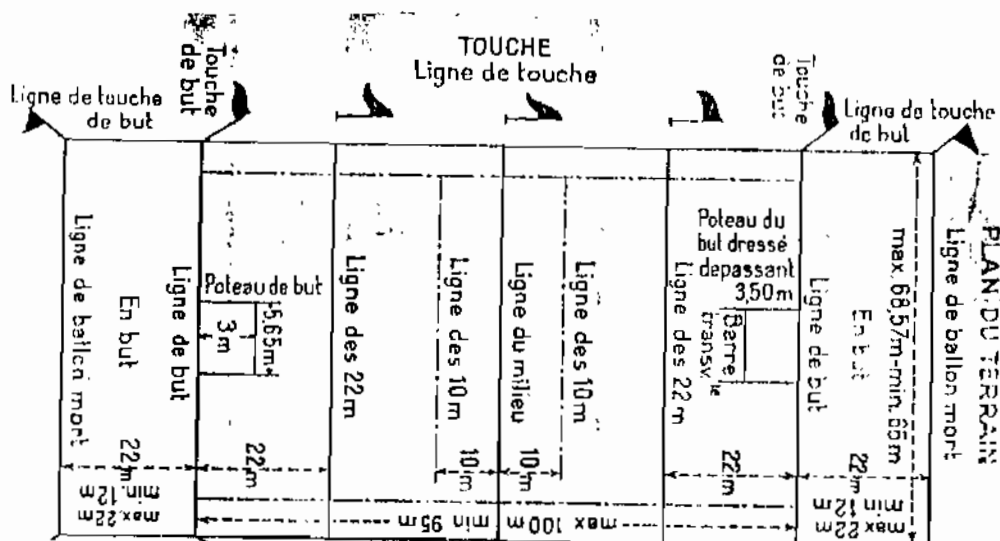 TOUCHE
Ligne de touche
Touche
de but
Touche
de but
Ligne de touche
de but
Ligne de touche
de but
PLAN DU TERRAIN
Ligne de ballon mort
En but
Ligne de but
Poteau de but
5,65m
3m
Ligne des 22m
Ligne des 10m
Ligne du milieu
Ligne des 10m
Poteau du
but dressé
depassant
3,50m
Barre
transvle
Ligne des 22m
Ligne de but
En but
max.68,57m-min.66m
Ligne de ballon mort
22m
22m
10m
10m
22m
22m
max.22m
min.12m
max 100m min 95m
max 22m
min 12m